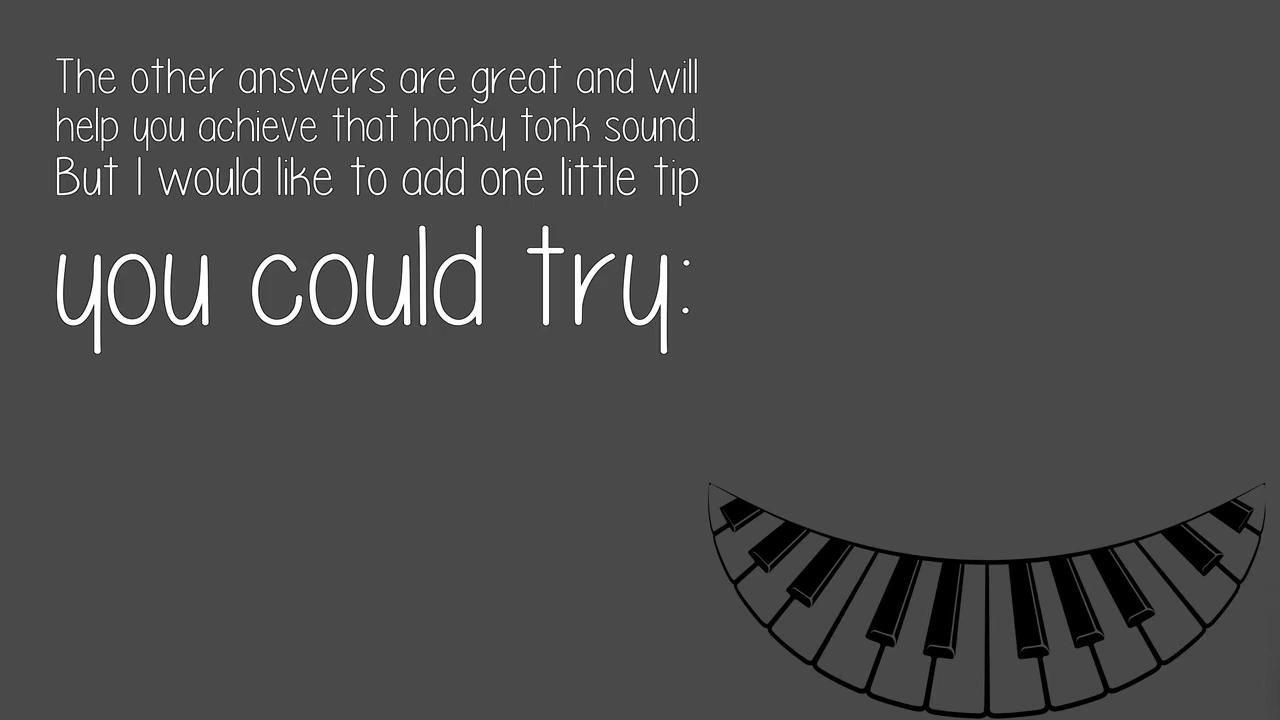 The other answers are great and will
help you achieve that honky tonk sound.
But I would like to add one little tip
you could try: